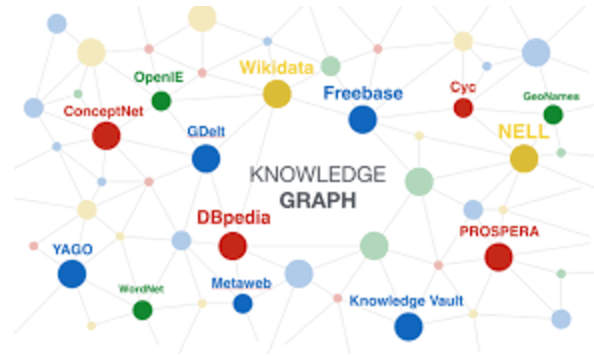 OpenIE
Wikidata
Freebase
Cyc
GeoNames
ConceptNet
GDelt
NELL
KNOWLEDGE
GRAPH
DBpedia
PROSPERA
YAGO
WordNet
Metaweb
Knowledge Vault